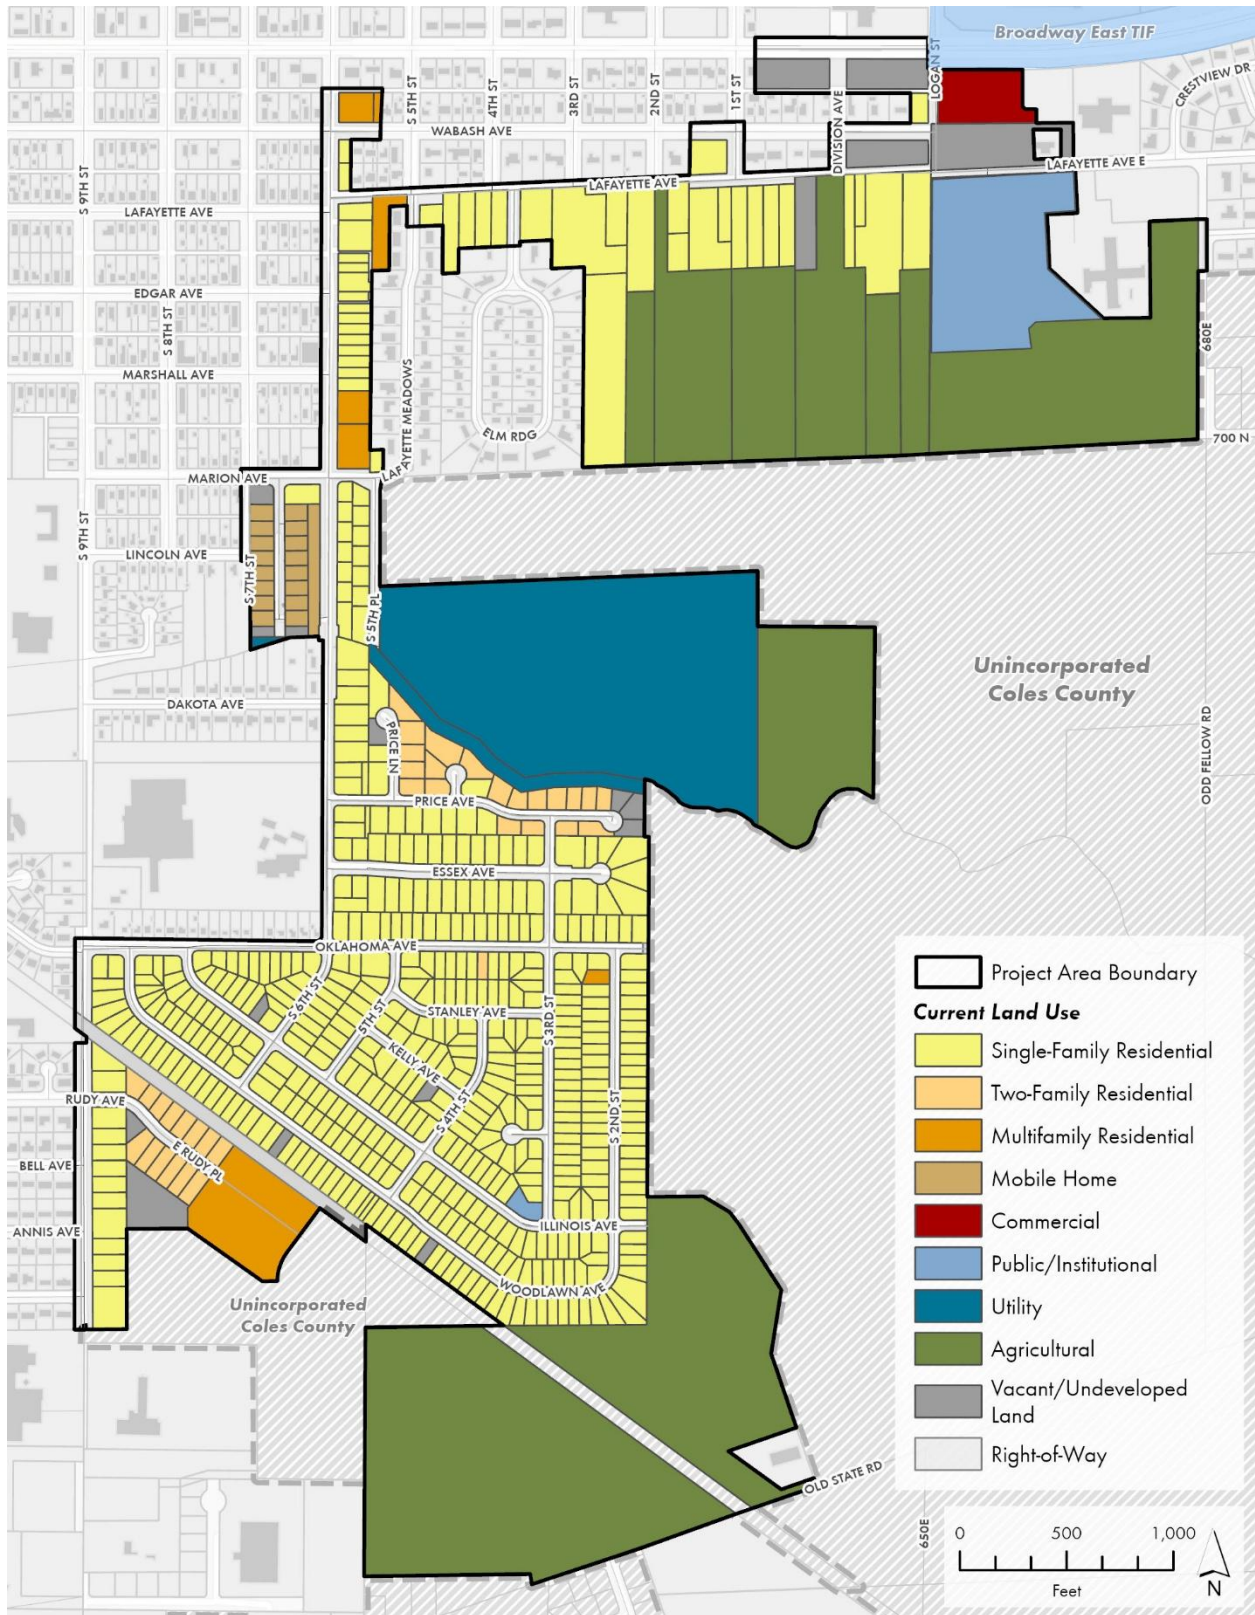 Broadway East TIF
LOGAN ST
CRESTVIEW DR
S 5TH ST
4TH ST
3RD ST
2ND ST
1ST ST
DIVISION AVE
WABASH AVE
LAFAYETTE AVE E
S 9TH ST
LAFAYETTE AVE
LAFAYETTE AVE
EDGAR AVE
S 8TH ST
680E
MARSHALL AVE
LAFAYETTE MEADOWS
ELM RDG
700 N
MARION AVE
S 9TH ST
LINCOLN AVE
S 7TH ST
S 5TH PL
Unincorporated
Coles County
DAKOTA AVE
PRICE LN
ODD FELLOW RD
PRICE AVE
ESSEX AVE
OKLAHOMA AVE
S 6TH ST
5TH ST
STANLEY AVE
S 3RD ST
KELLY AVE
S 4TH ST
S 2ND ST
RUDY AVE
E RUDY PL
BELL AVE
ANNIS AVE
ILLINOIS AVE
WOODLAWN AVE
Unincorporated
Coles County
OLD STATE RD
650E
Project Area Boundary
Current Land Use
Single-Family Residential
Two-Family Residential
Multifamily Residential
Mobile Home
Commercial
Public/Institutional
Utility
Agricultural
Vacant/Undeveloped
Land
Right-of-Way
0 500 1,000
Feet
N